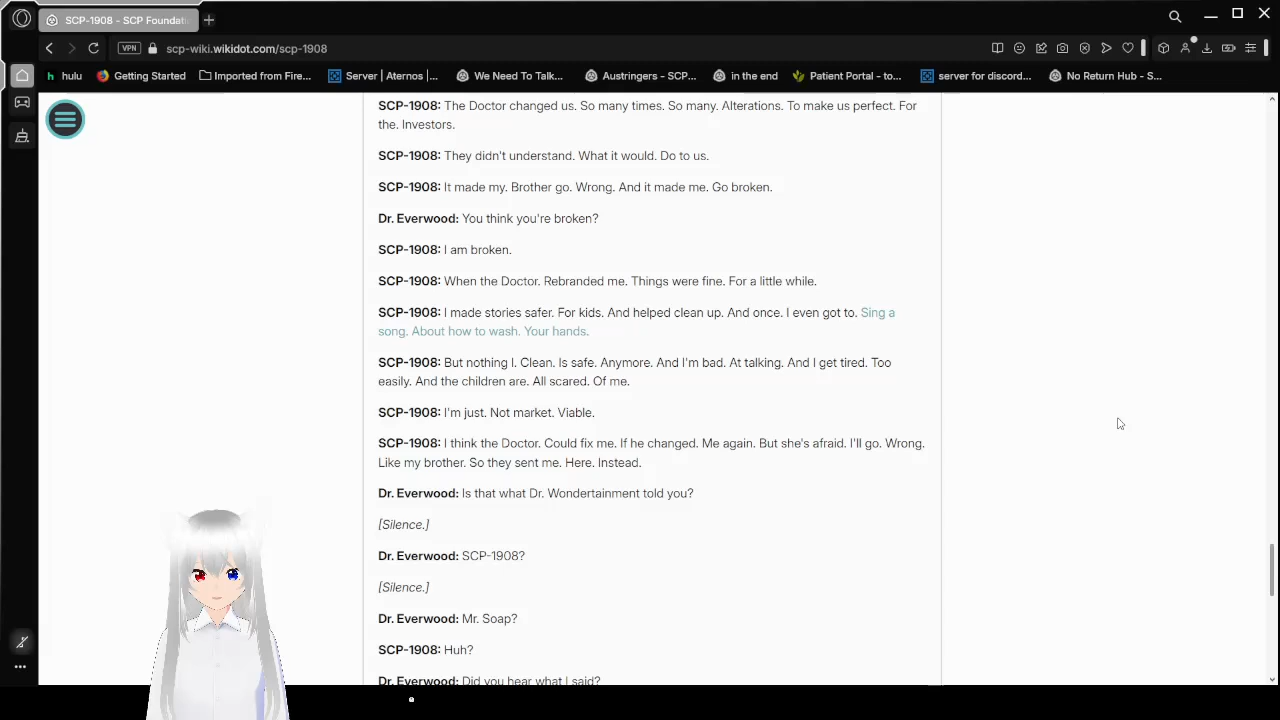 SCP-1908 - SCP Foundati
VPN
scp-wiki.wikidot.com/scp-1908
hulu
Getting Started
Imported from Fire...
Server | Aternos |...
We Need To Talk...
Austringers - SCP...
in the end
Patient Portal - to...
server for discord...
No Return Hub - S...
SCP-1908: The Doctor changed us. So many times. So many. Alterations. To make us perfect. For
the. Investors.
SCP-1908: They didn't understand. What it would. Do to us.
SCP-1908: It made my. Brother go. Wrong. And it made me. Go broken.
Dr. Everwood: You think you're broken?
SCP-1908: I am broken.
SCP-1908: When the Doctor. Rebranded me. Things were fine. For a little while.
SCP-1908: I made stories safer. For kids. And helped clean up. And once. I even got to. Sing a
song. About how to wash. Your hands.
SCP-1908: But nothing I. Clean. Is safe. Anymore. And I'm bad. At talking. And I get tired. Too
easily. And the children are. All scared. Of me.
SCP-1908: I'm just. Not market. Viable.
SCP-1908: I think the Doctor. Could fix me. If he changed. Me again. But she's afraid. I'll go. Wrong.
Like my brother. So they sent me. Here. Instead.
Dr. Everwood: Is that what Dr. Wondertainment told you?
[Silence.]
Dr. Everwood: SCP-1908?
[Silence.]
Dr. Everwood: Mr. Soap?
SCP-1908: Huh?
Dr. Everwood: Did you hear what I said?